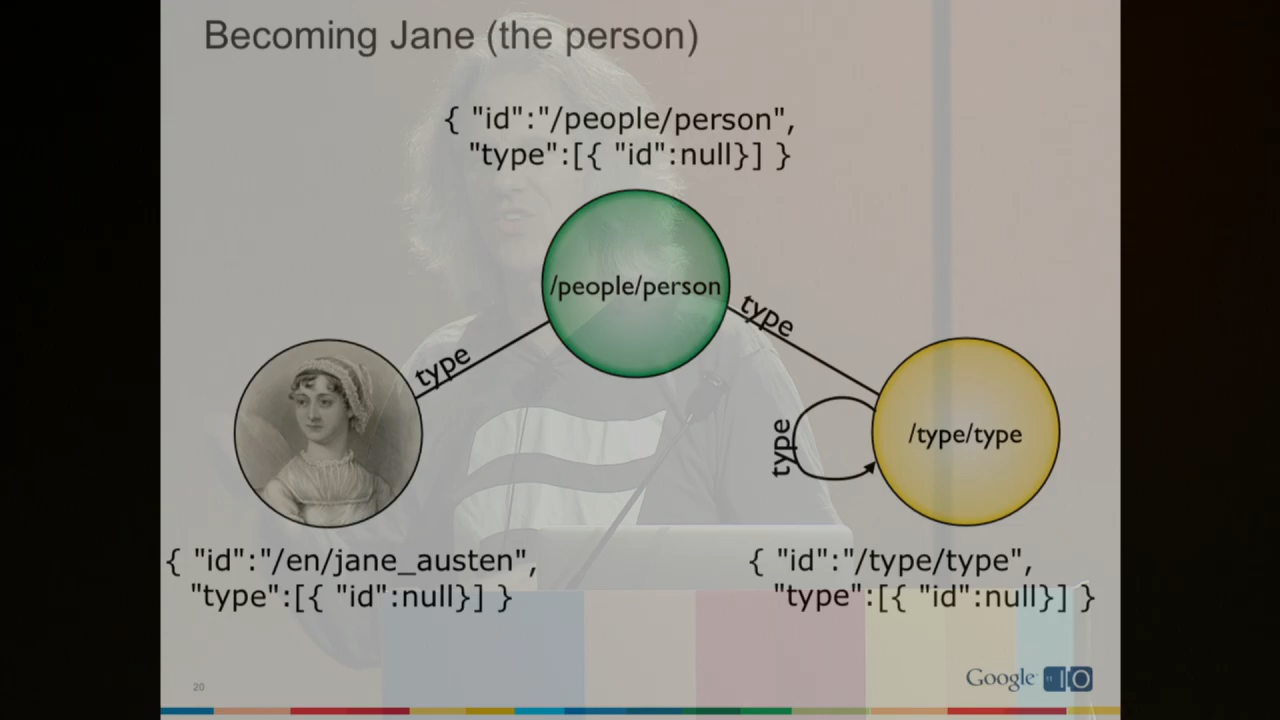 Becoming Jane (the person)
{ "id":"/people/person",
"type":[{ "id":null}] }
/people/person
type
type
type
/type/type
{ "id":"/en/jane_austen",
"type":[{ "id":null}] }
{ "id":"/type/type",
"type":[{ "id":null}] }
20
Google "IO